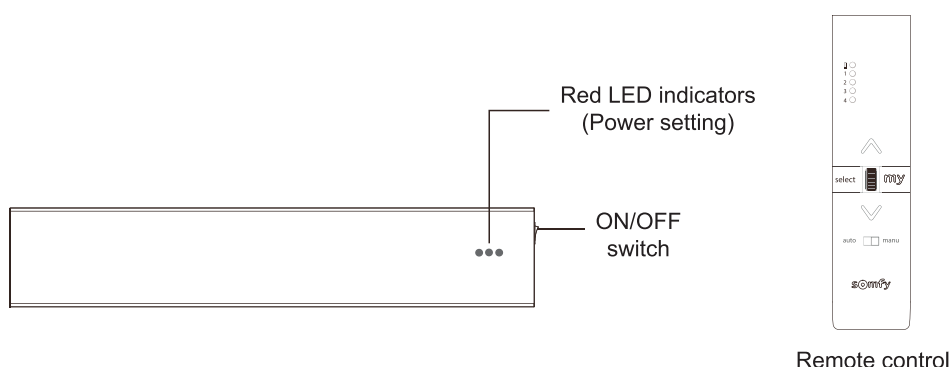 Red LED indicators
(Power setting)
ON/OFF
switch
1
2
3
4
select my
auto manu
somfy
Remote control